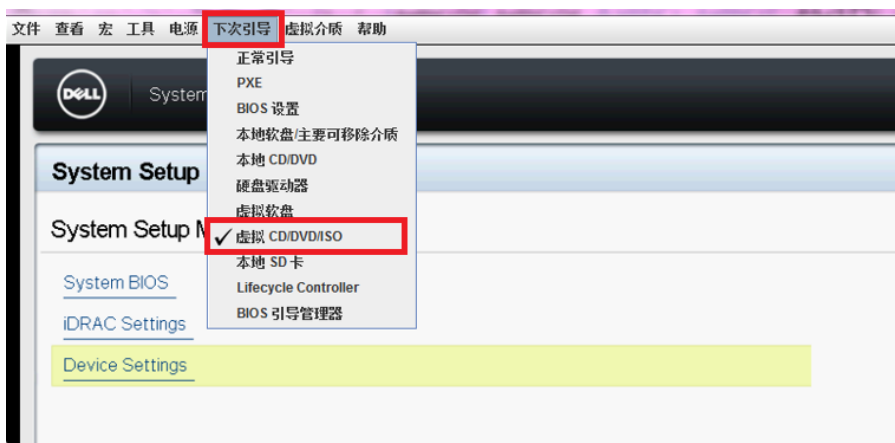 文件 查看 宏 工具 电源 下次引导 虚拟介质 帮助
正常引导
PXE
BIOS 设置
本地软盘/主要可移除介质
本地 CD/DVD
硬盘驱动器
虚拟软盘
✓ 虚拟 CD/DVD/ISO
本地 SD 卡
Lifecycle Controller
BIOS 引导管理器
DELL
System
System Setup
System Setup
System BIOS
iDRAC Settings
Device Settings